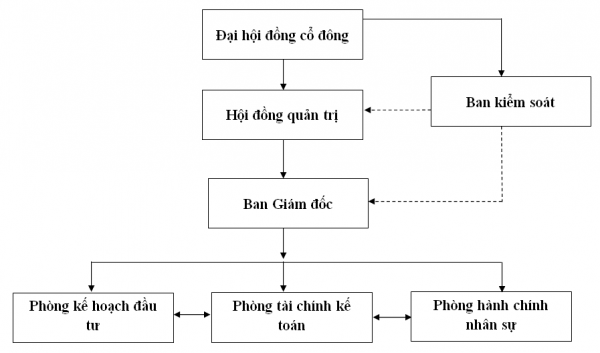 Đại hội đồng cổ đông
Ban kiểm soát
Hội đồng quản trị
Ban Giám đốc
Phòng kế hoạch đầu
tư
Phòng tài chính kế
toán
Phòng hành chính
nhân sự